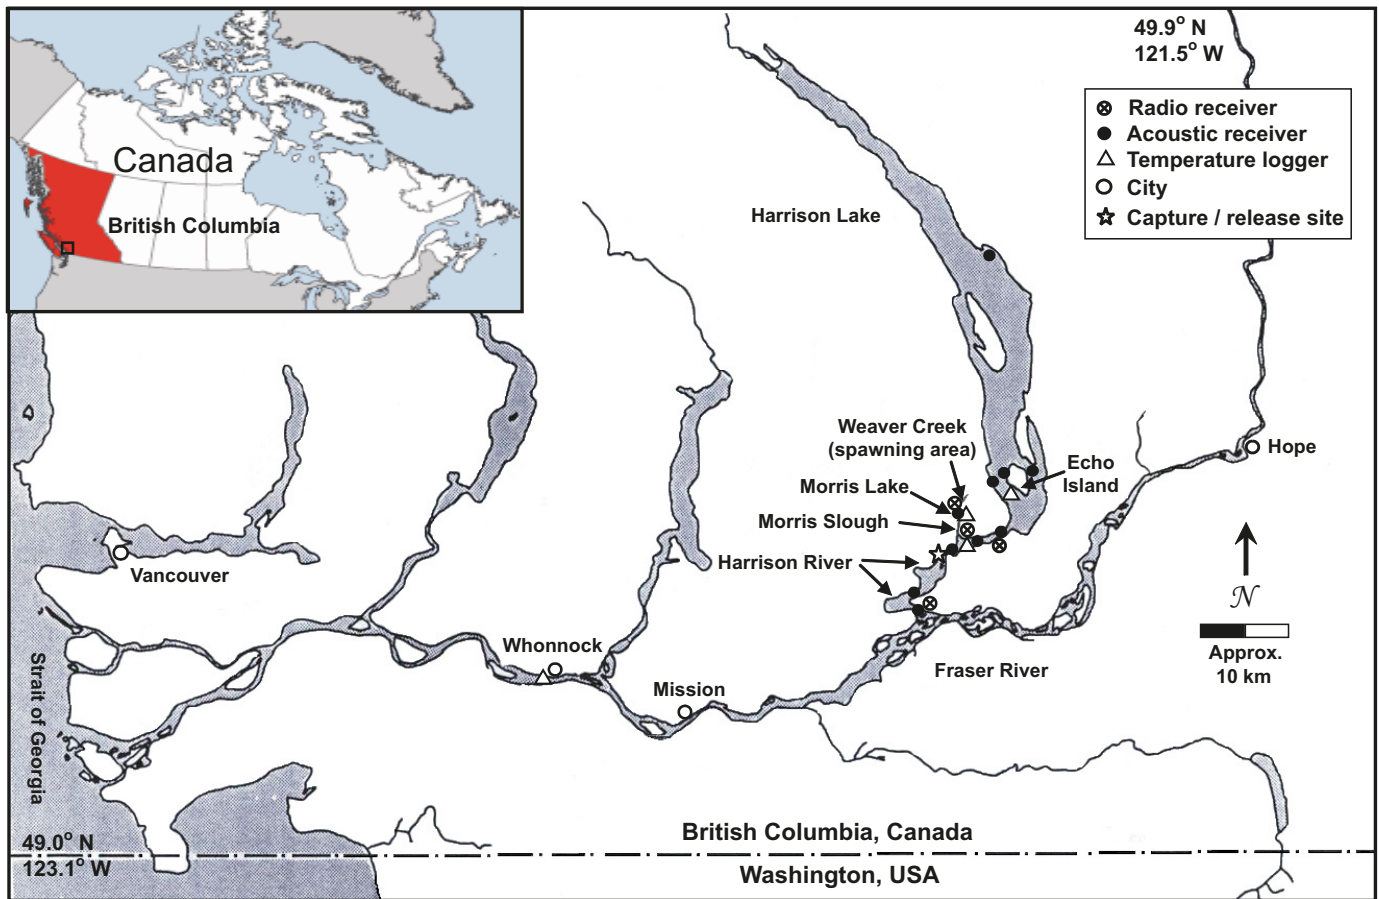 Canada
British Columbia
49.9° N
121.5° W
Radio receiver
Acoustic receiver
Temperature logger
City
Capture / release site
Harrison Lake
Weaver Creek
(spawning area)
Echo
Island
Hope
Morris Lake
Morris Slough
Harrison River
Vancouver
N
Approx.
10 km
Whonnock
Mission
Fraser River
Strait of Georgia
British Columbia, Canada
49.0° N
123.1° W
Washington, USA